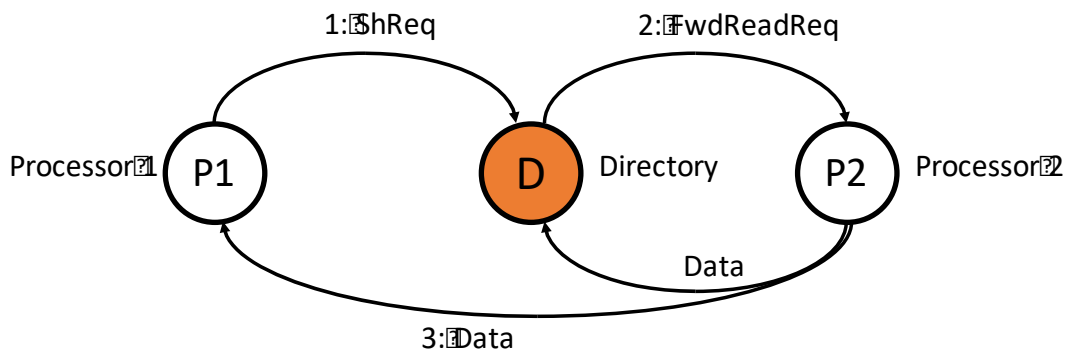 1: ShReq
2: FwdReadReq
Processor 1
P1
D
Directory
P2
Processor 2
Data
3: Data